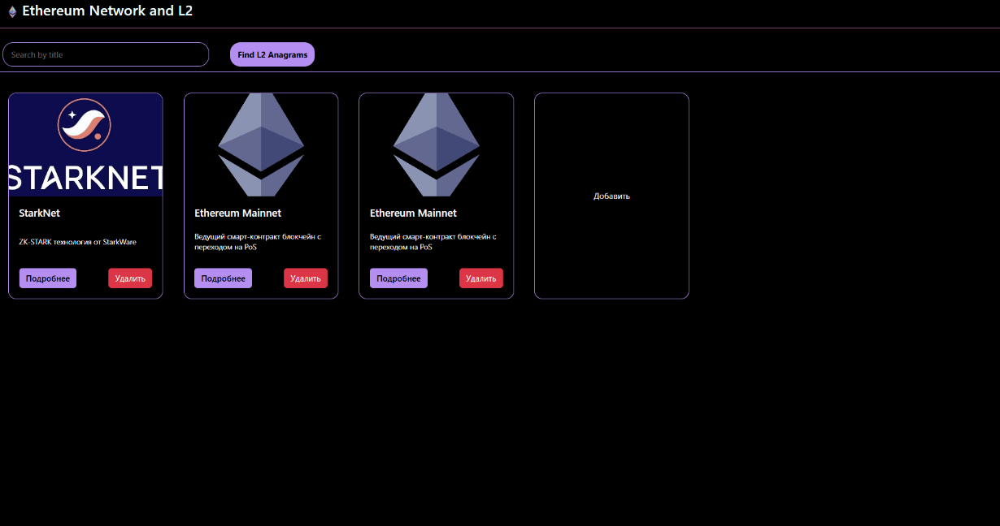 Ethereum Network and L2
Search by title
Find L2 Anagrams
STARKNET
StarkNet
ZK-STARK технология от StarkWare
Подробнее
Удалить
Ethereum Mainnet
Ведущий смарт-контракт блокчейн с
переходом на PoS
Подробнее
Удалить
Ethereum Mainnet
Ведущий смарт-контракт блокчейн с
переходом на PoS
Подробнее
Удалить
Добавить